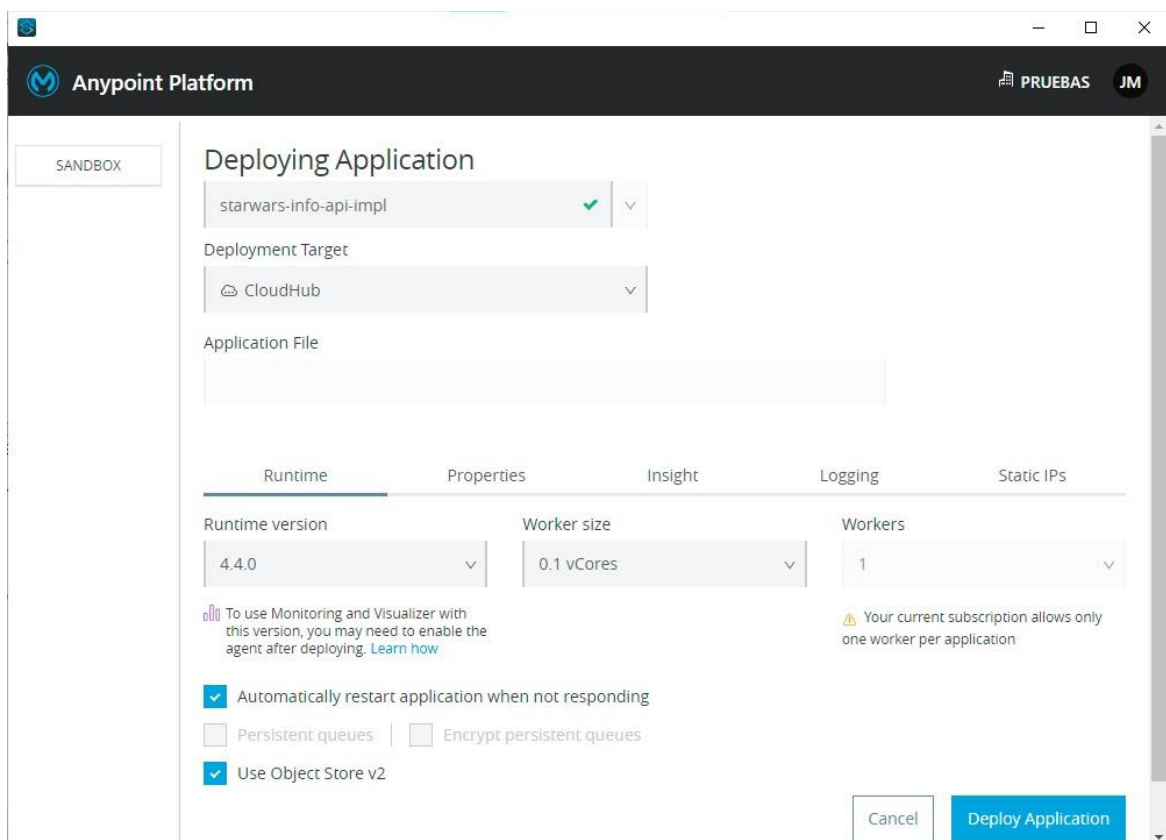 Anypoint Platform
PRUEBAS
JM
SANDBOX
Deploying Application
starwars-info-api-impl
Deployment Target
CloudHub
Application File
Runtime
Properties
Insight
Logging
Static IPs
Runtime version
Worker size
Workers
4.4.0
0.1 vCores
1
To use Monitoring and Visualizer with
this version, you may need to enable the
agent after deploying. Learn how
Your current subscription allows only
one worker per application
Automatically restart application when not responding
Persistent queues
Encrypt persistent queues
Use Object Store v2
Cancel
Deploy Application